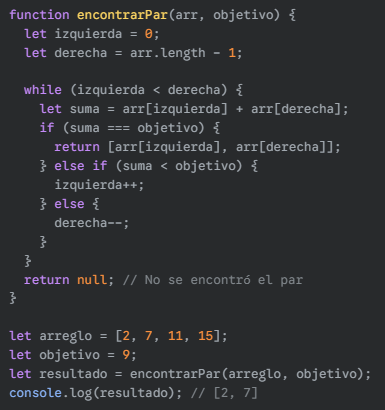 function encontrarPar(arr, objetivo) {
  let izquierda = 0;
  let derecha = arr.length - 1;

  while (izquierda < derecha) {
    let suma = arr[izquierda] + arr[derecha];
    if (suma === objetivo) {
      return [arr[izquierda], arr[derecha]];
    } else if (suma < objetivo) {
      izquierda++;
    } else {
      derecha--;
    }
  }
  return null; // No se encontró el par
}

let arreglo = [2, 7, 11, 15];
let objetivo = 9;
let resultado = encontrarPar(arreglo, objetivo);
console.log(resultado); // [2, 7]